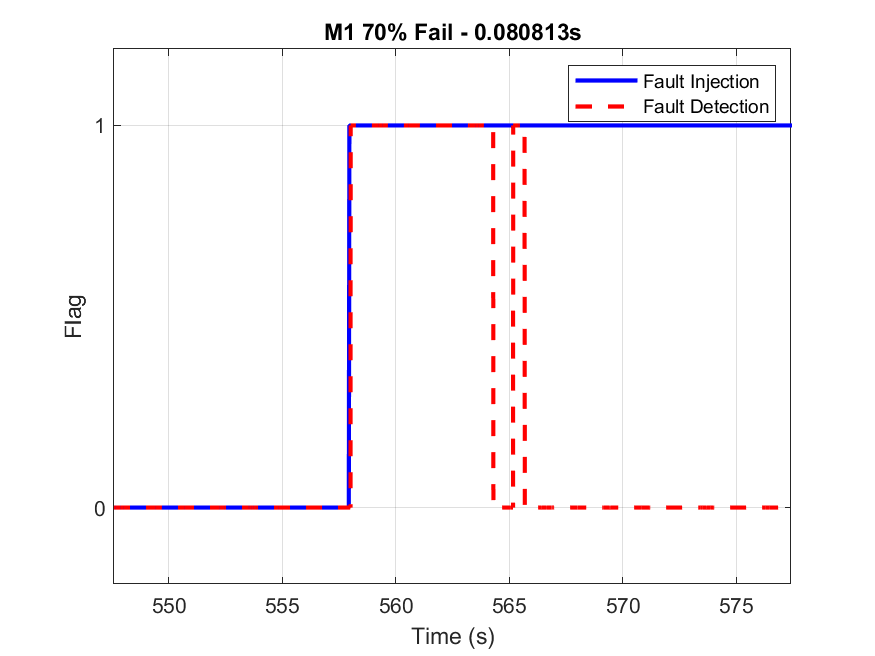 M1 70% Fail - 0.080813s
Fault Injection
Fault Detection
1
Flag
0
550 555 560 565 570 575
Time (s)